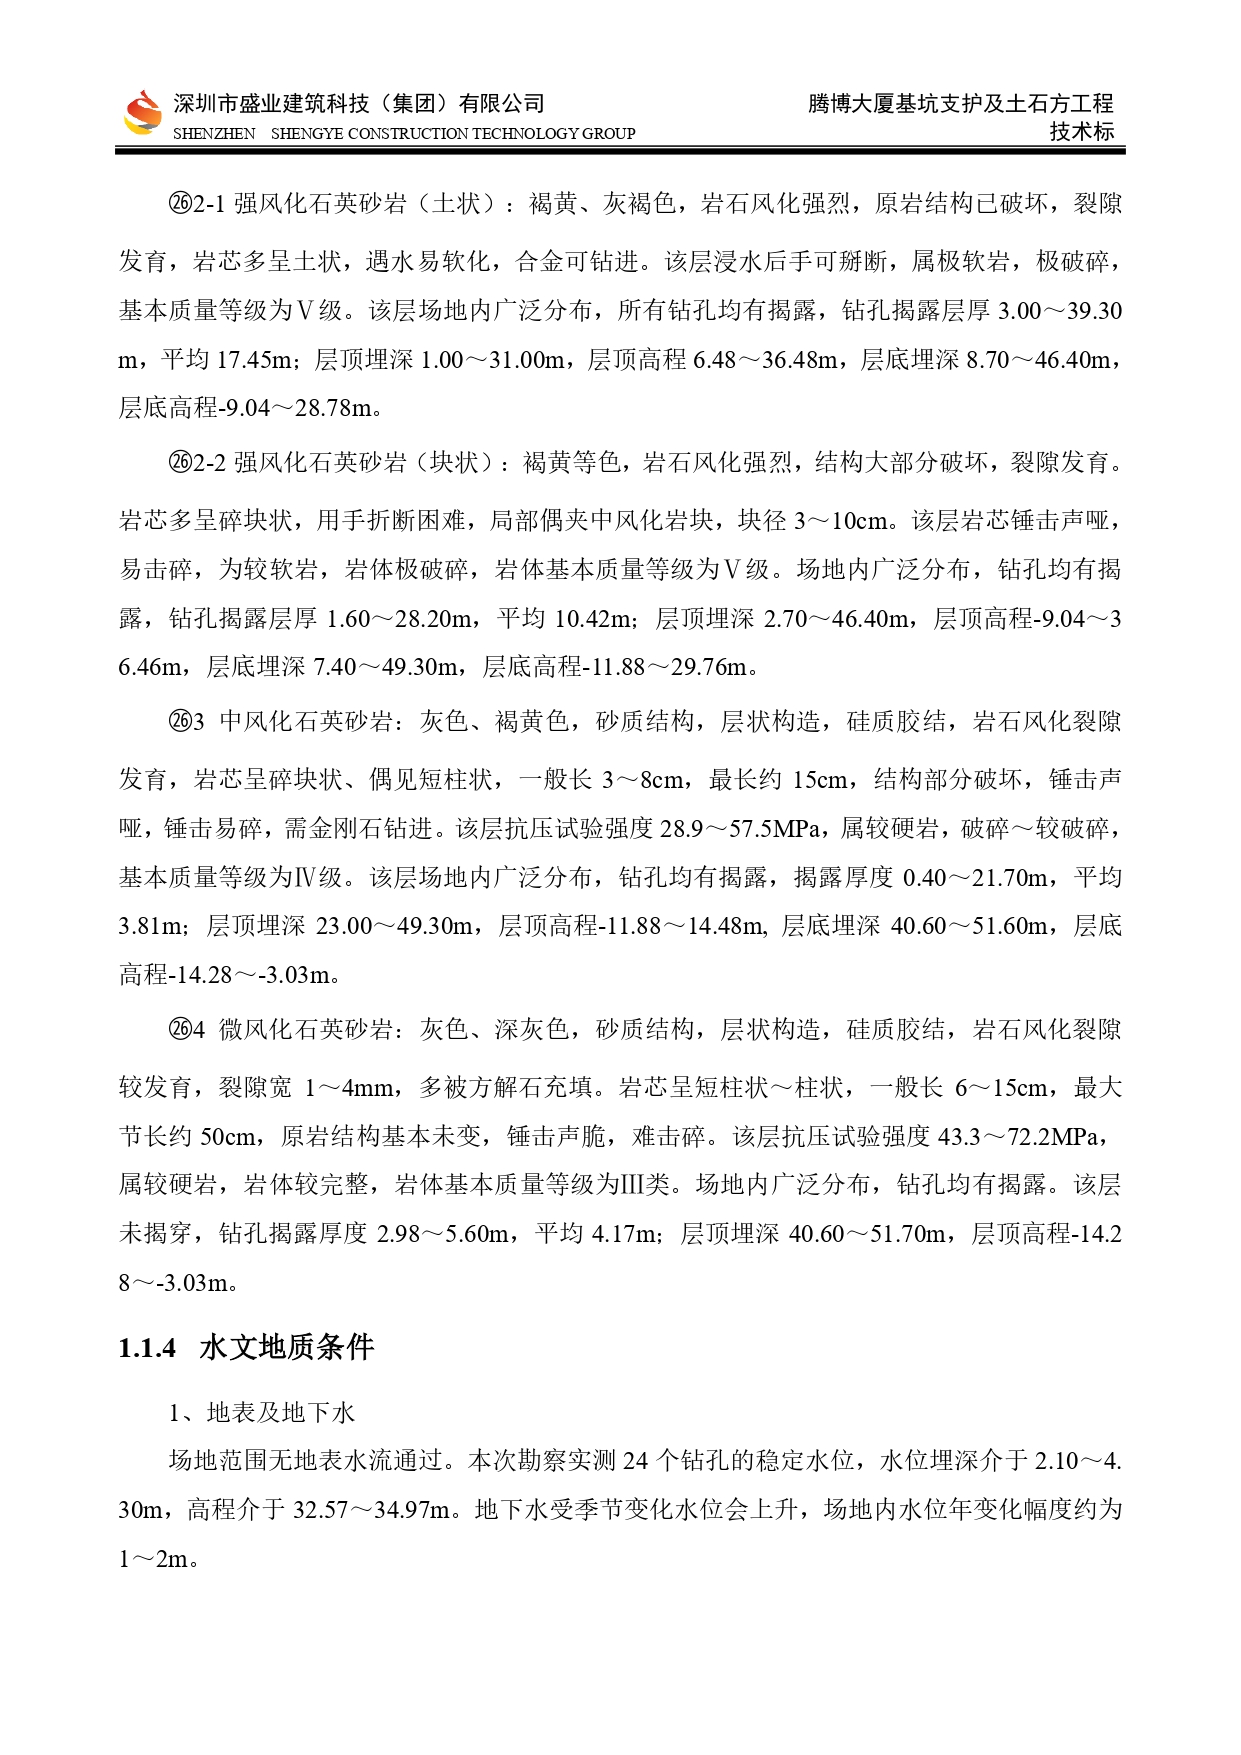 深圳市盛业建筑科技（集团）有限公司
SHENZHEN SHENGYE CONSTRUCTION TECHNOLOGY GROUP
腾博大厦基坑支护及土石方工程
技术标
㉖2-1 强风化石英砂岩（土状）：褐黄、灰褐色，岩石风化强烈，原岩结构已破坏，裂隙
发育，岩芯多呈土状，遇水易软化，合金可钻进。该层浸水后手可掰断，属极软岩，极破碎，
基本质量等级为Ⅴ级。该层场地内广泛分布，所有钻孔均有揭露，钻孔揭露层厚 3.00～39.30
m，平均 17.45m；层顶埋深 1.00～31.00m，层顶高程 6.48～36.48m，层底埋深 8.70～46.40m，
层底高程-9.04～28.78m。
㉖2-2 强风化石英砂岩（块状）：褐黄等色，岩石风化强烈，结构大部分破坏，裂隙发育。
岩芯多呈碎块状，用手折断困难，局部偶夹中风化岩块，块径 3～10cm。该层岩芯锤击声哑，
易击碎，为较软岩，岩体极破碎，岩体基本质量等级为Ⅴ级。场地内广泛分布，钻孔均有揭
露，钻孔揭露层厚 1.60～28.20m，平均 10.42m；层顶埋深 2.70～46.40m，层顶高程-9.04～3
6.46m，层底埋深 7.40～49.30m，层底高程-11.88～29.76m。
㉖3 中风化石英砂岩：灰色、褐黄色，砂质结构，层状构造，硅质胶结，岩石风化裂隙
发育，岩芯呈碎块状、偶见短柱状，一般长 3～8cm，最长约 15cm，结构部分破坏，锤击声
哑，锤击易碎，需金刚石钻进。该层抗压试验强度 28.9～57.5MPa，属较硬岩，破碎～较破碎，
基本质量等级为Ⅳ级。该层场地内广泛分布，钻孔均有揭露，揭露厚度 0.40～21.70m，平均
3.81m；层顶埋深 23.00～49.30m，层顶高程-11.88～14.48m, 层底埋深 40.60～51.60m，层底
高程-14.28～-3.03m。
㉖4 微风化石英砂岩：灰色、深灰色，砂质结构，层状构造，硅质胶结，岩石风化裂隙
较发育，裂隙宽 1～4mm，多被方解石充填。岩芯呈短柱状～柱状，一般长 6～15cm，最大
节长约 50cm，原岩结构基本未变，锤击声脆，难击碎。该层抗压试验强度 43.3～72.2MPa，
属较硬岩，岩体较完整，岩体基本质量等级为Ⅲ类。场地内广泛分布，钻孔均有揭露。该层
未揭穿，钻孔揭露厚度 2.98～5.60m，平均 4.17m；层顶埋深 40.60～51.70m，层顶高程-14.2
8～-3.03m。
1.1.4 水文地质条件
1、地表及地下水
场地范围无地表水流通过。本次勘察实测 24 个钻孔的稳定水位，水位埋深介于 2.10～4.
30m，高程介于 32.57～34.97m。地下水受季节变化水位会上升，场地内水位年变化幅度约为
1～2m。